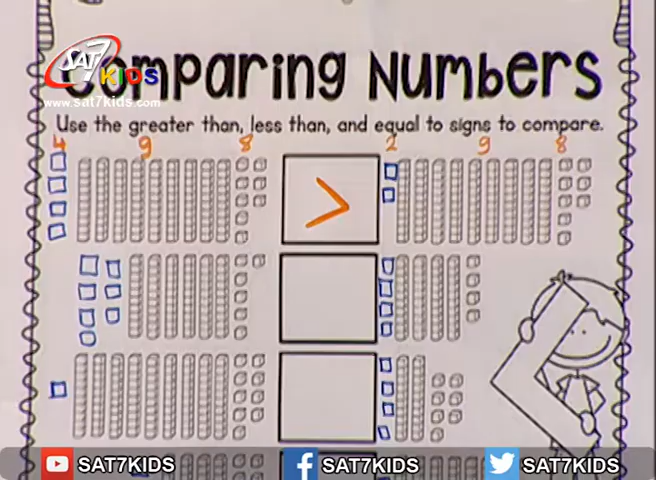 SAT7
KIDS
www.sat7kids.com
Comparing Numbers
Use the greater than, less than, and equal to signs to compare.
4 9 8 2 9 8
>
SAT7KIDS SAT7KIDS SAT7KIDS